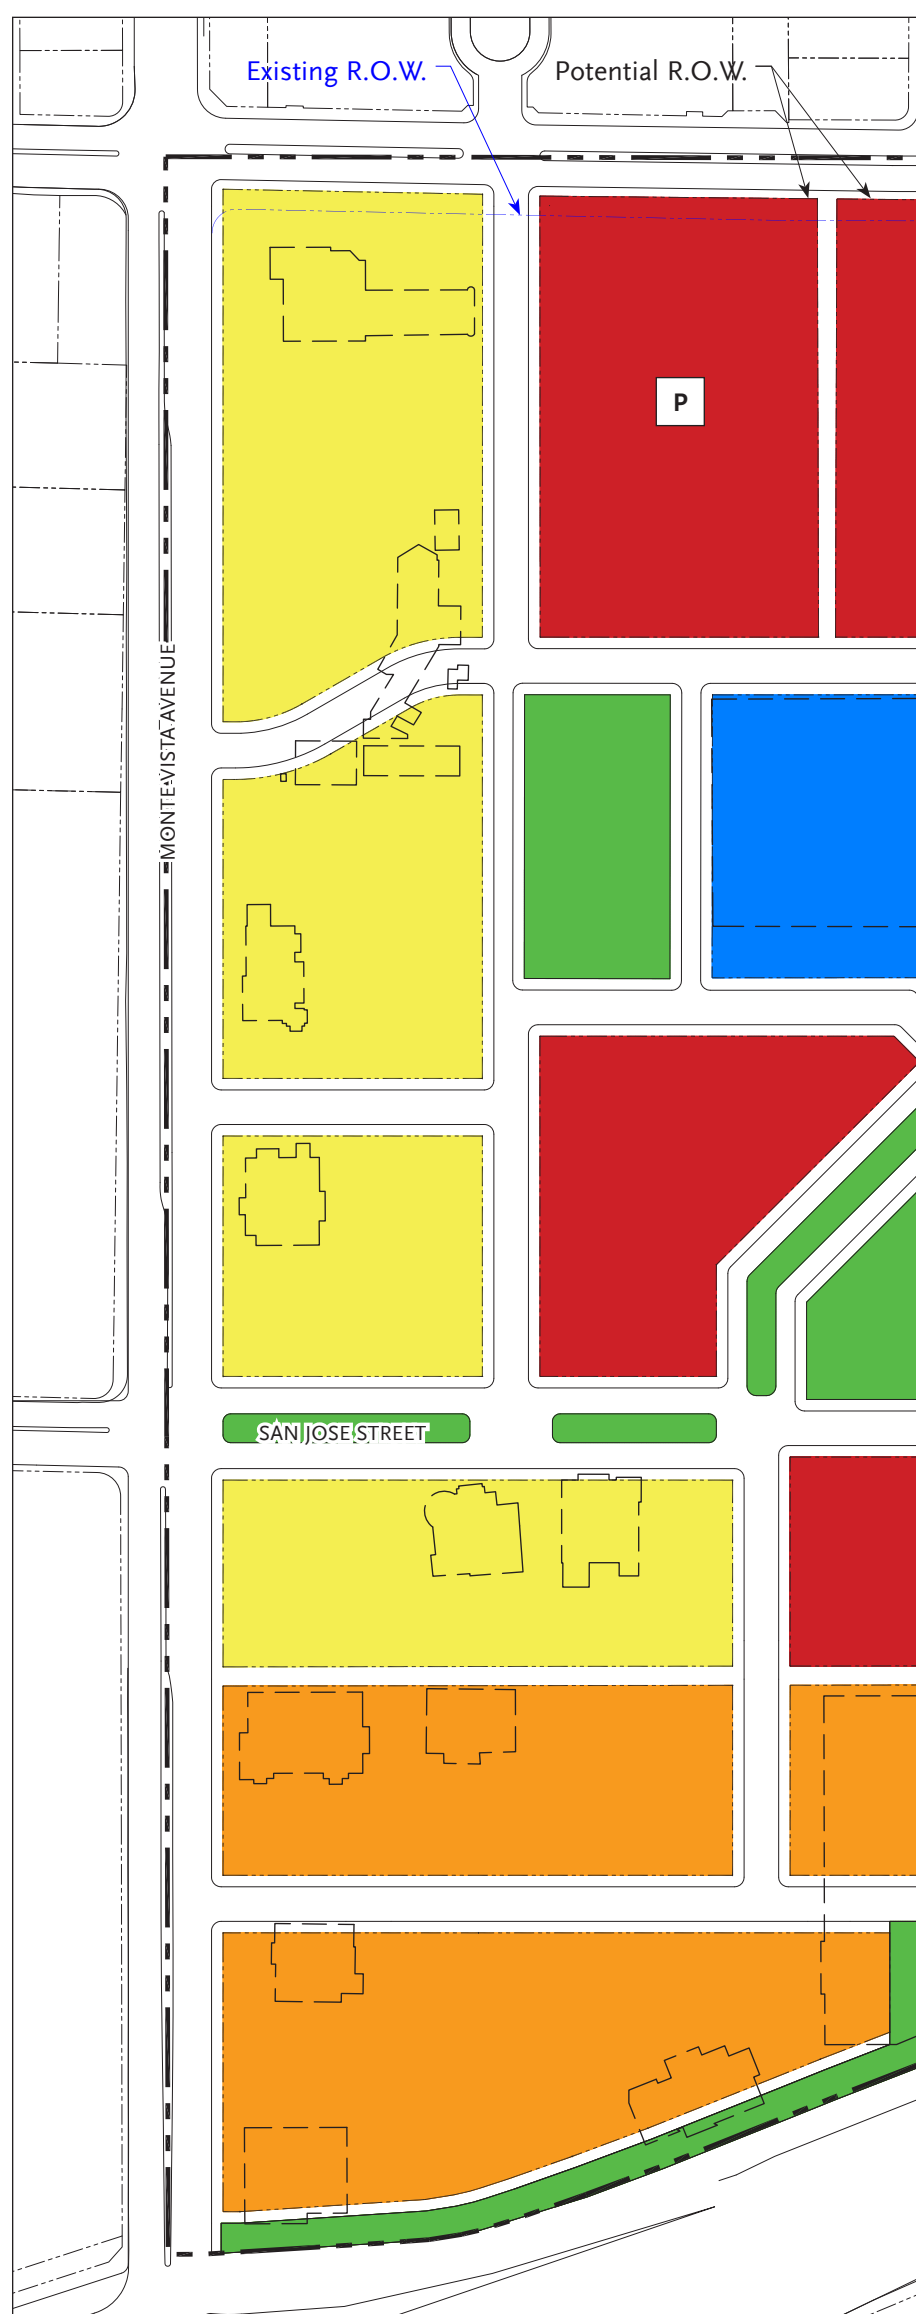 Existing R.O.W.
Potential R.O.W.
P
MONTE VISTA AVENUE
SAN JOSE STREET